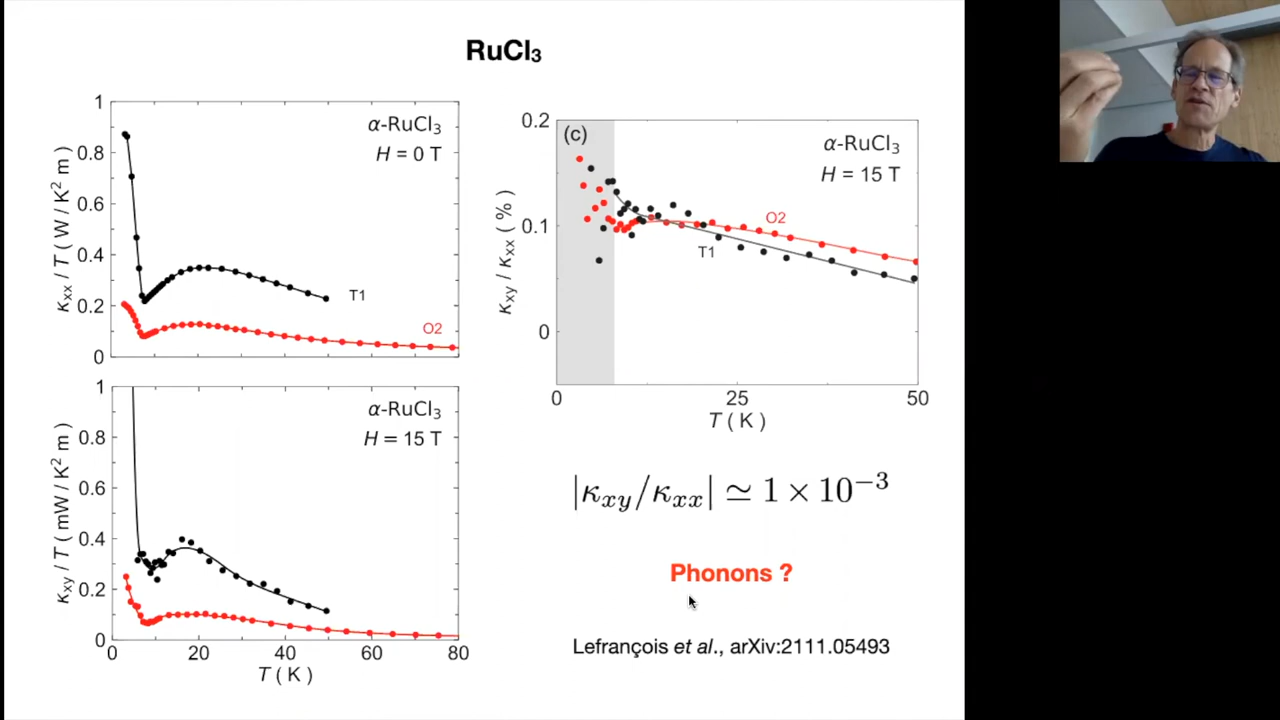 RuCl₃
1
0.8
0.6
0.4
0.2
0
κxx / T ( W / K² m )
α-RuCl₃
H = 0 T
T1
O2
1
0.8
0.6
0.4
0.2
0
κxy / T ( mW / K² m )
α-RuCl₃
H = 15 T
0 20 40 60 80
T ( K )
0.2
0.1
0
κxy / κxx ( % )
(c)
α-RuCl₃
H = 15 T
O2
T1
0 25 50
T ( K )
|κxy/κxx| ≃ 1 × 10⁻³
Phonons ?
Lefrançois et al., arXiv:2111.05493